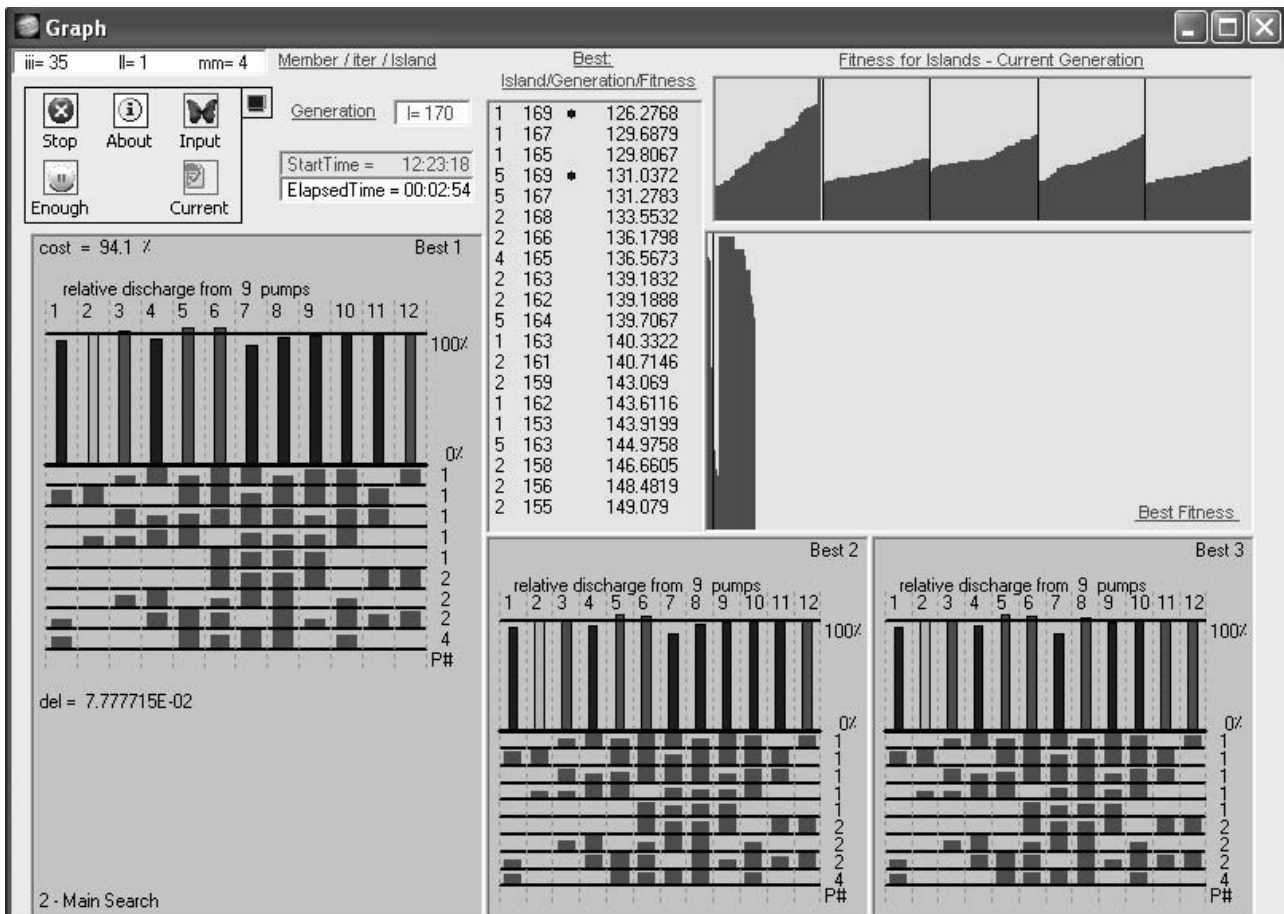 Graph
iii= 35 ll= 1 mm= 4
Member / iter / Island
Stop About Input
Enough Current
Generation l= 170
StartTime = 12:23:18
ElapsedTime = 00:02:54
Best:
Island/Generation/Fitness
1 169 • 126.2768
1 167 129.6879
1 165 129.8067
5 169 • 131.0372
5 167 131.2783
2 168 133.5532
2 166 136.1798
4 165 136.5673
2 163 139.1832
2 162 139.1888
5 164 139.7067
1 163 140.3322
2 161 140.7146
2 159 143.069
1 162 143.6116
1 153 143.9199
5 163 144.9758
2 158 146.6605
2 156 148.4819
2 155 149.079
Fitness for Islands - Current Generation
Best Fitness
cost = 94.1 % Best 1
relative discharge from 9 pumps
1 2 3 4 5 6 7 8 9 10 11 12
100%
0%
1
1
1
1
1
2
2
2
4
P#
del = 7.777715E-02
2 - Main Search
Best 2
relative discharge from 9 pumps
1 2 3 4 5 6 7 8 9 10 11 12
100%
0%
1
1
1
1
1
2
2
2
4
P#
Best 3
relative discharge from 9 pumps
1 2 3 4 5 6 7 8 9 10 11 12
100%
0%
1
1
1
1
1
2
2
2
4
P#